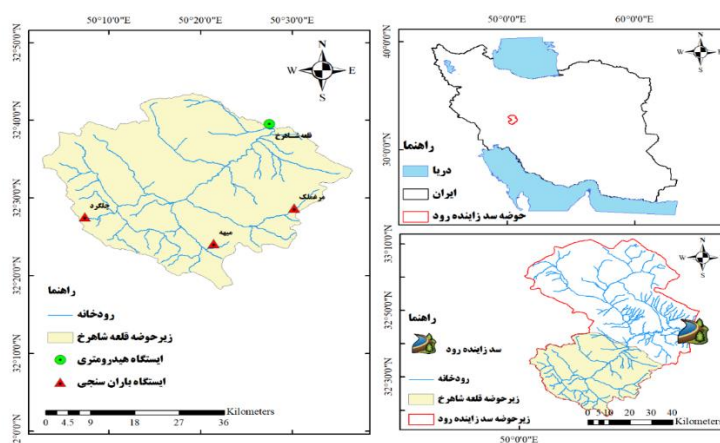 50°10'0"E 50°20'0"E 50°30'0"E
32°50'0"N
32°40'0"N
32°30'0"N
32°20'0"N
32°10'0"N
32°0'0"N
N
W E
S
قلعه شاهرخ
مرغملک
چلگرد
میهه
راهنما
رودخانه
زیرحوضه قلعه شاهرخ
ایستگاه هیدرومتری
ایستگاه باران سنجی
Kilometers
0 4.5 9 18 27 36
50°0'0"E 60°0'0"E
40°0'0"N
30°0'0"N
N
W E
S
راهنما
دریا
ایران
حوضه سد زاینده رود
33°10'0"N
32°50'0"N
32°30'0"N
N
W E
S
راهنما
سد زاینده رود
رودخانه
زیرحوضه قلعه شاهرخ
زیرحوضه سد زاینده رود
Kilometers
0 5 10 20 30 40
50°0'0"E